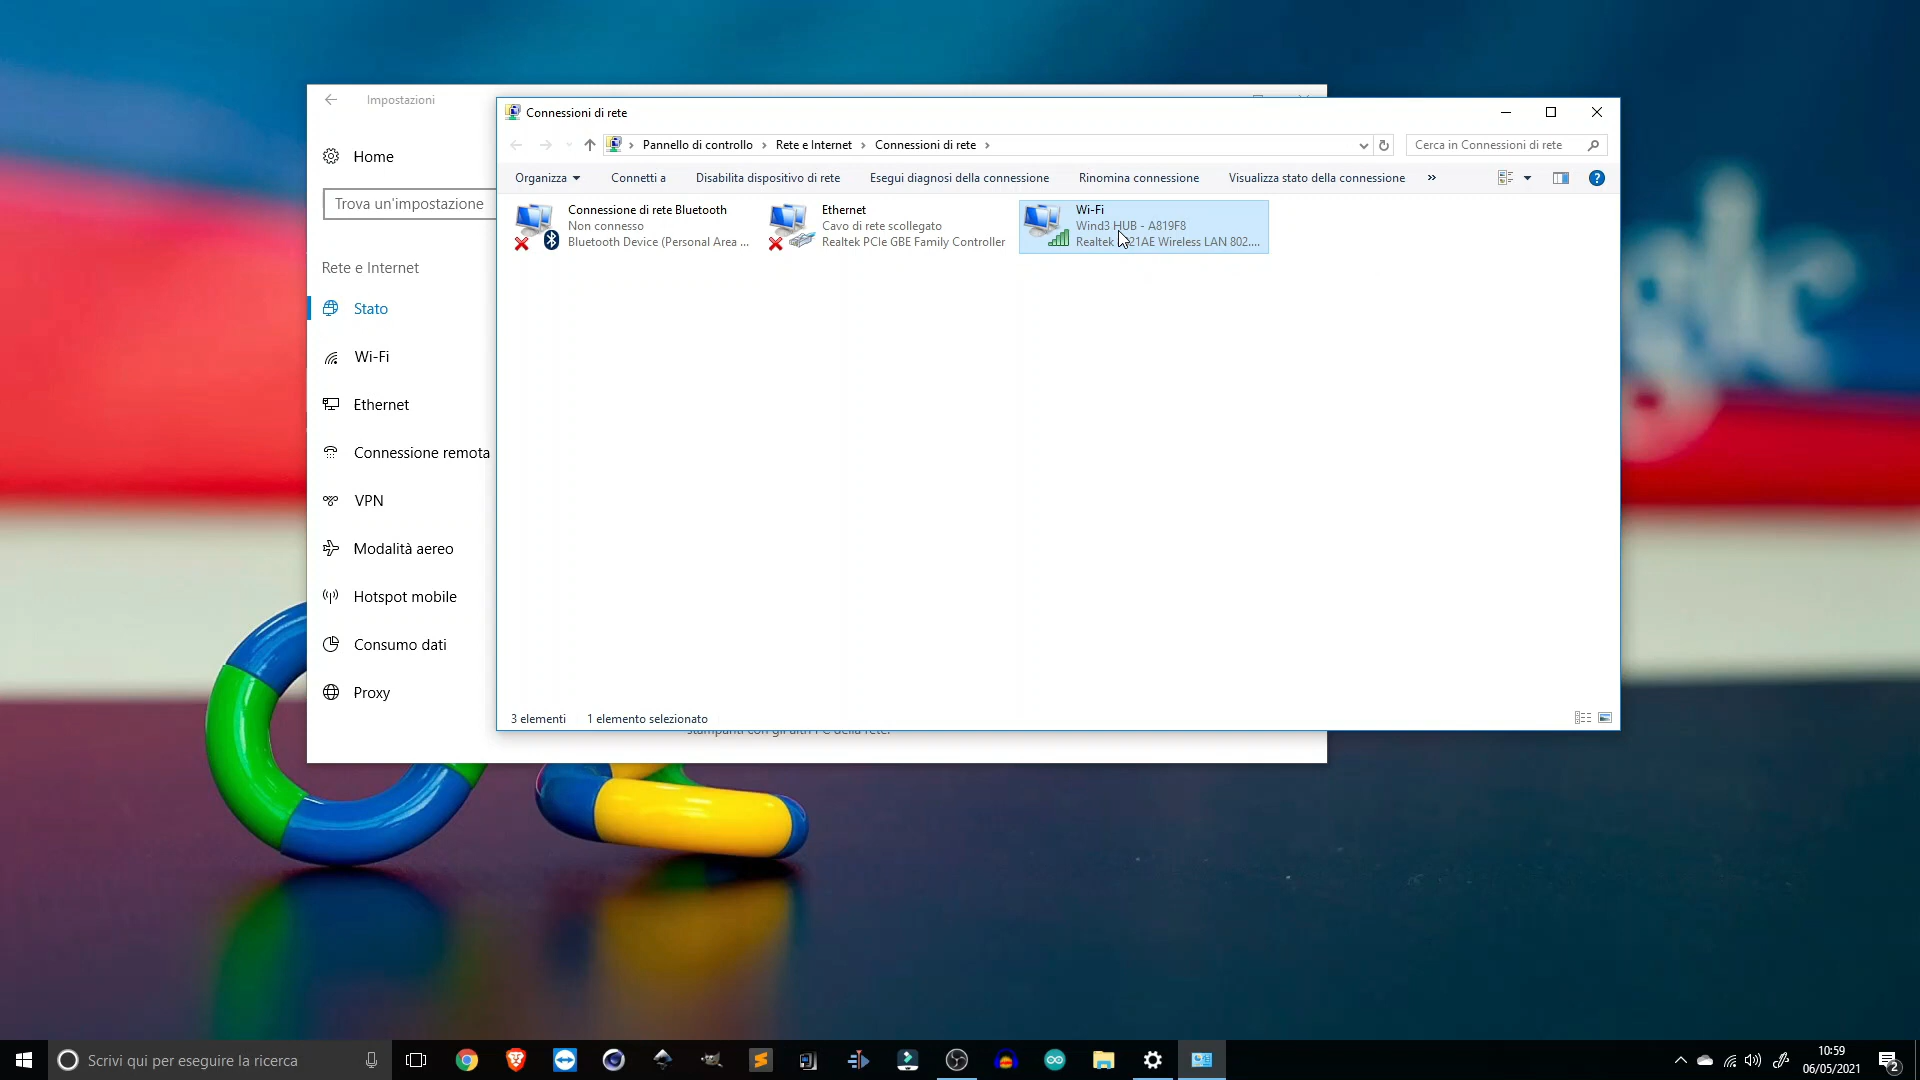 Impostazioni
Home
Trova un'impostazione
Rete e Internet
Stato
Wi-Fi
Ethernet
Connessione remota
VPN
Modalità aereo
Hotspot mobile
Consumo dati
Proxy
Connessioni di rete
Pannello di controllo › Rete e Internet › Connessioni di rete ›
Cerca in Connessioni di rete
Organizza Connetti a Disabilita dispositivo di rete Esegui diagnosi della connessione Rinomina connessione Visualizza stato della connessione »
Connessione di rete Bluetooth
Non connesso
Bluetooth Device (Personal Area ...
Ethernet
Cavo di rete scollegato
Realtek PCIe GBE Family Controller
Wi-Fi
Wind3 HUB - A819F8
Realtek Wireless LAN 802....
3 elementi 1 elemento selezionato
Scrivi qui per eseguire la ricerca
10:59
06/05/2021
2